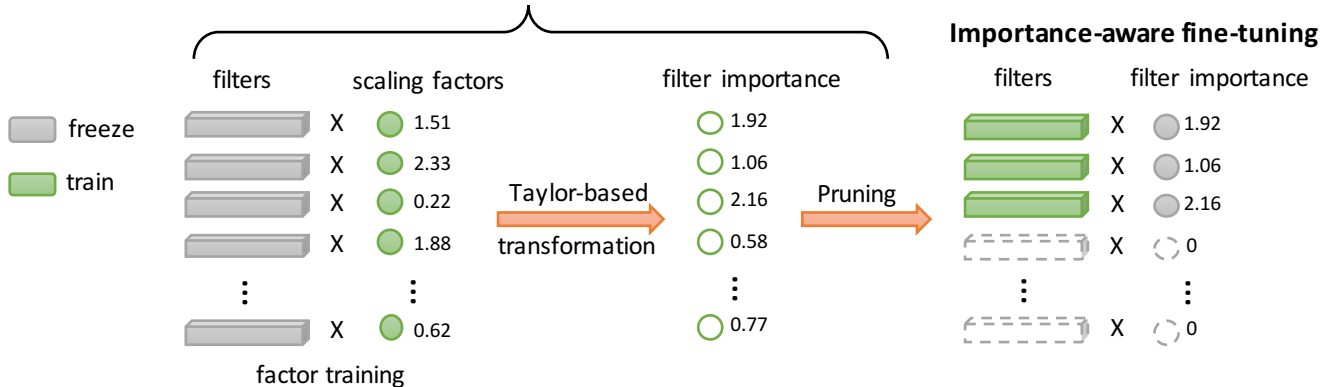 Importance-aware fine-tuning
filters
scaling factors
filter importance
filters
filter importance
freeze
train
X 1.51
X 2.33
X 0.22
X 1.88
⋮ ⋮
X 0.62
factor training
Taylor-based
transformation
1.92
1.06
2.16
0.58
⋮
0.77
Pruning
X 1.92
X 1.06
X 2.16
X 0
⋮ ⋮
X 0